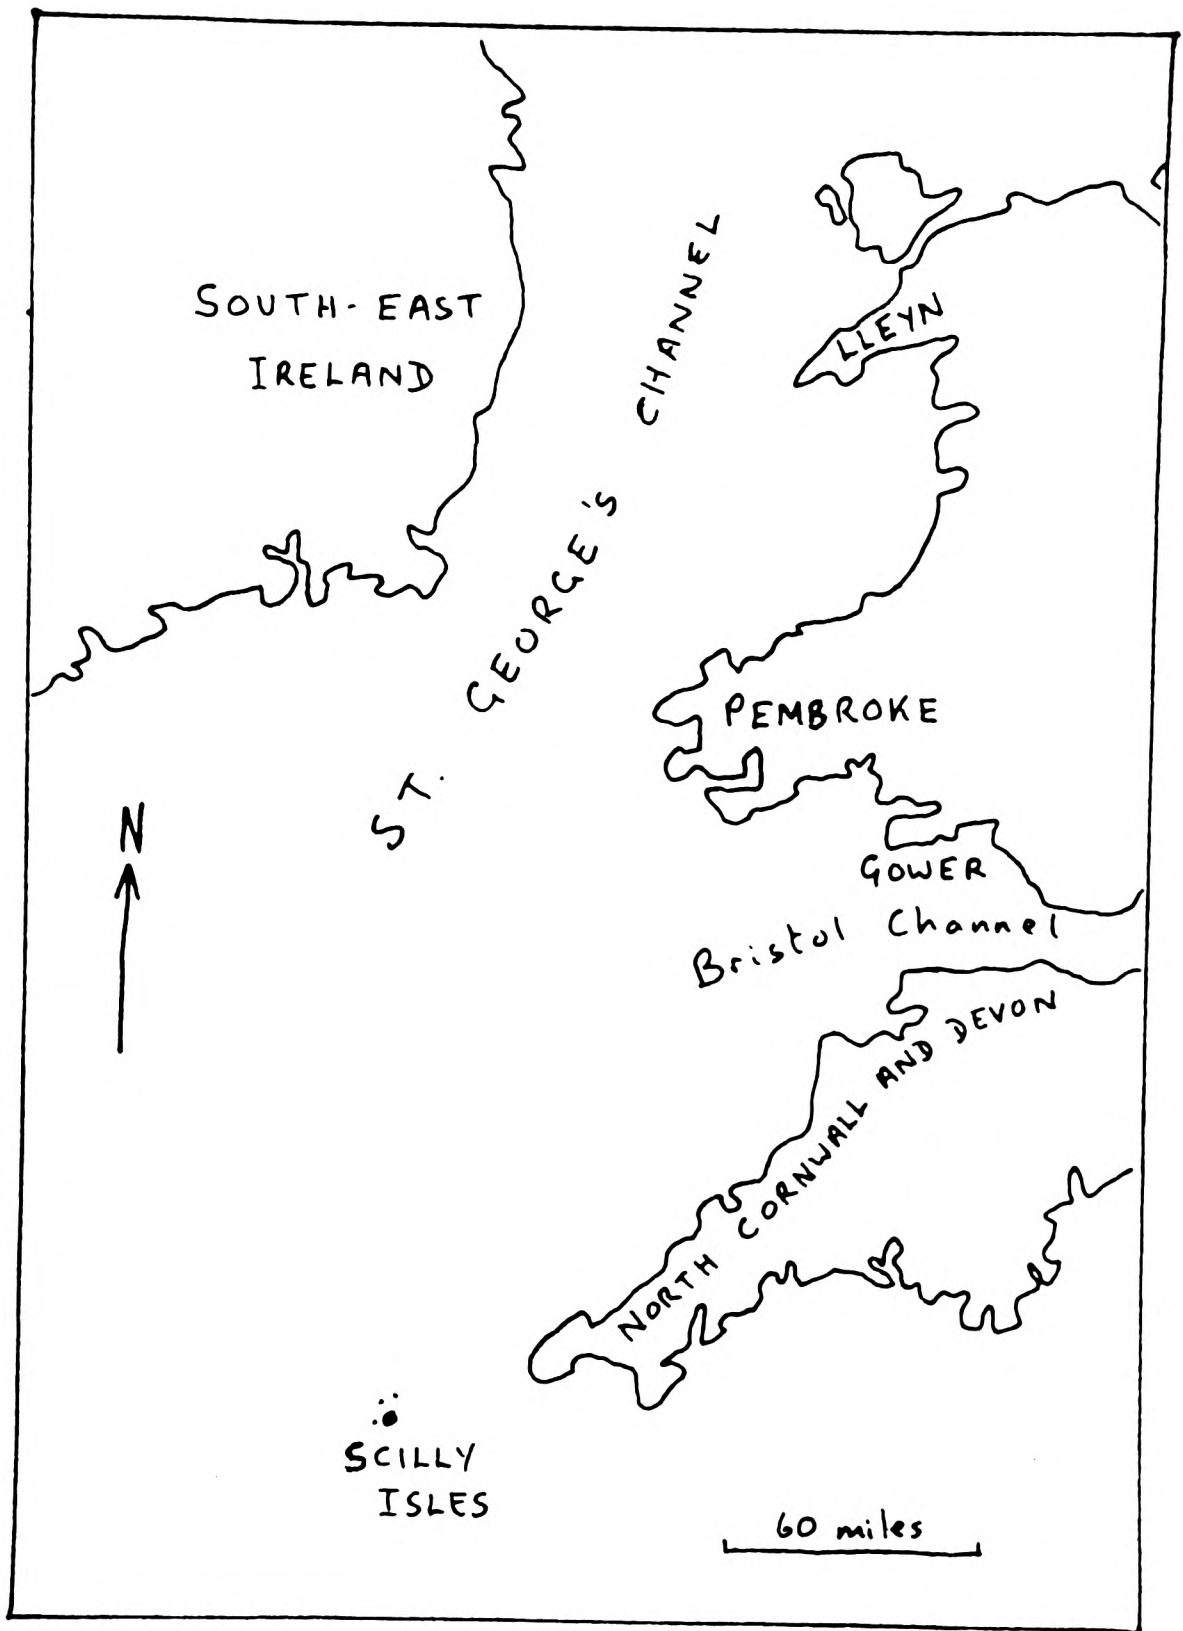 SOUTH-EAST
IRELAND
ST. GEORGE'S CHANNEL
LLEYN
PEMBROKE
N
GOWER
Bristol Channel
NORTH CORNWALL AND DEVON
SCILLY
ISLES
60 miles